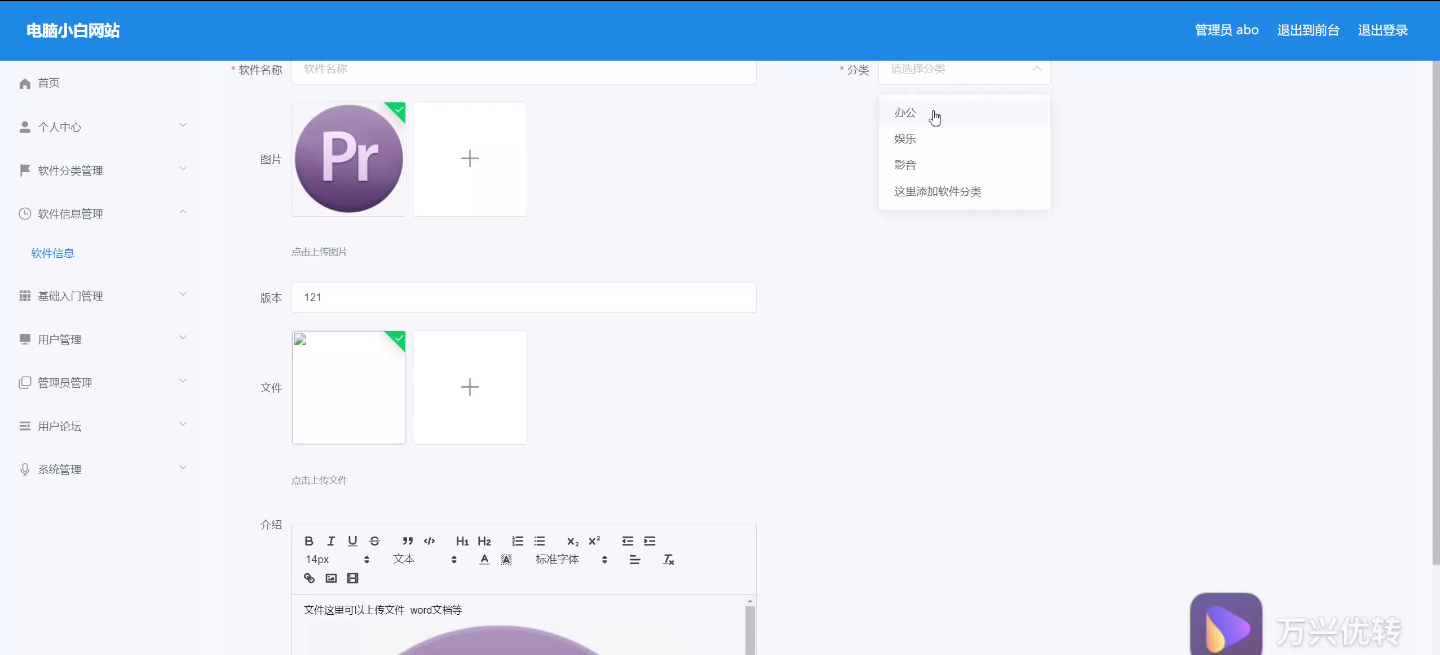 电脑小白网站
管理员 abo 退出到前台 退出登录
首页
个人中心
软件分类管理
软件信息管理
软件信息
基础入门管理
用户管理
管理员管理
用户论坛
系统管理
* 软件名称 软件名称
* 分类 请选择分类
办公
娱乐
影音
这里添加软件分类
图片
Pr
点击上传图片
版本 121
文件
点击上传文件
介绍
B I U S H1 H2 X2 X2
14px 文本 A A 标准字体 Tx
文件这里可以上传文件 word文档等
万兴优转